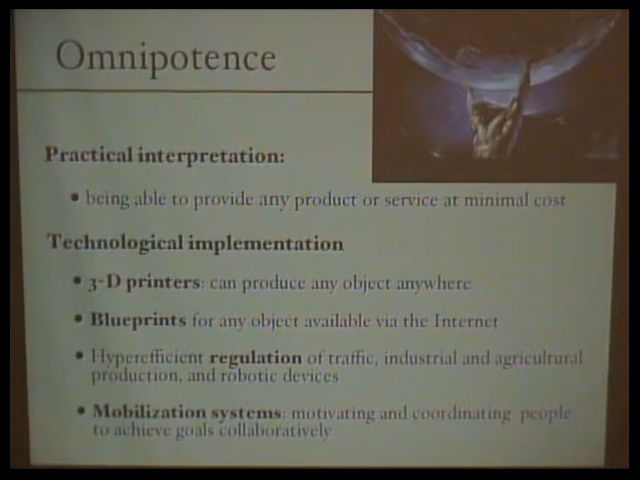 Omnipotence
Practical interpretation:
• being able to provide any product or service at minimal cost
Technological implementation
• 3-D printers: can produce any object anywhere
• Blueprints for any object available via the Internet
• Hyperefficient regulation of traffic, industrial and agricultural
production, and robotic devices
• Mobilization systems: motivating and coordinating people
to achieve goals collaboratively